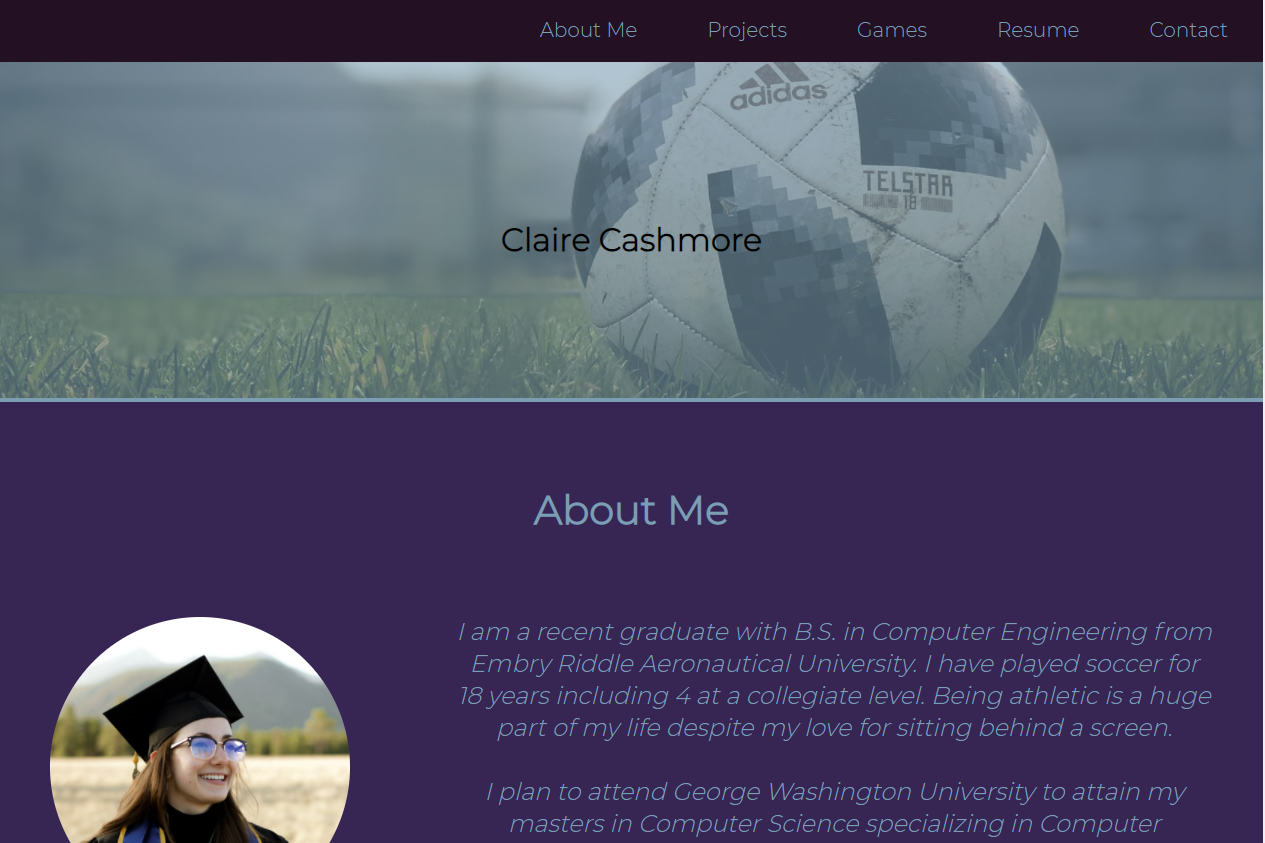 About Me Projects Games Resume Contact
adidas
TELSTAR
18
Claire Cashmore
About Me
I am a recent graduate with B.S. in Computer Engineering from
Embry Riddle Aeronautical University. I have played soccer for
18 years including 4 at a collegiate level. Being athletic is a huge
part of my life despite my love for sitting behind a screen.
I plan to attend George Washington University to attain my
masters in Computer Science specializing in Computer